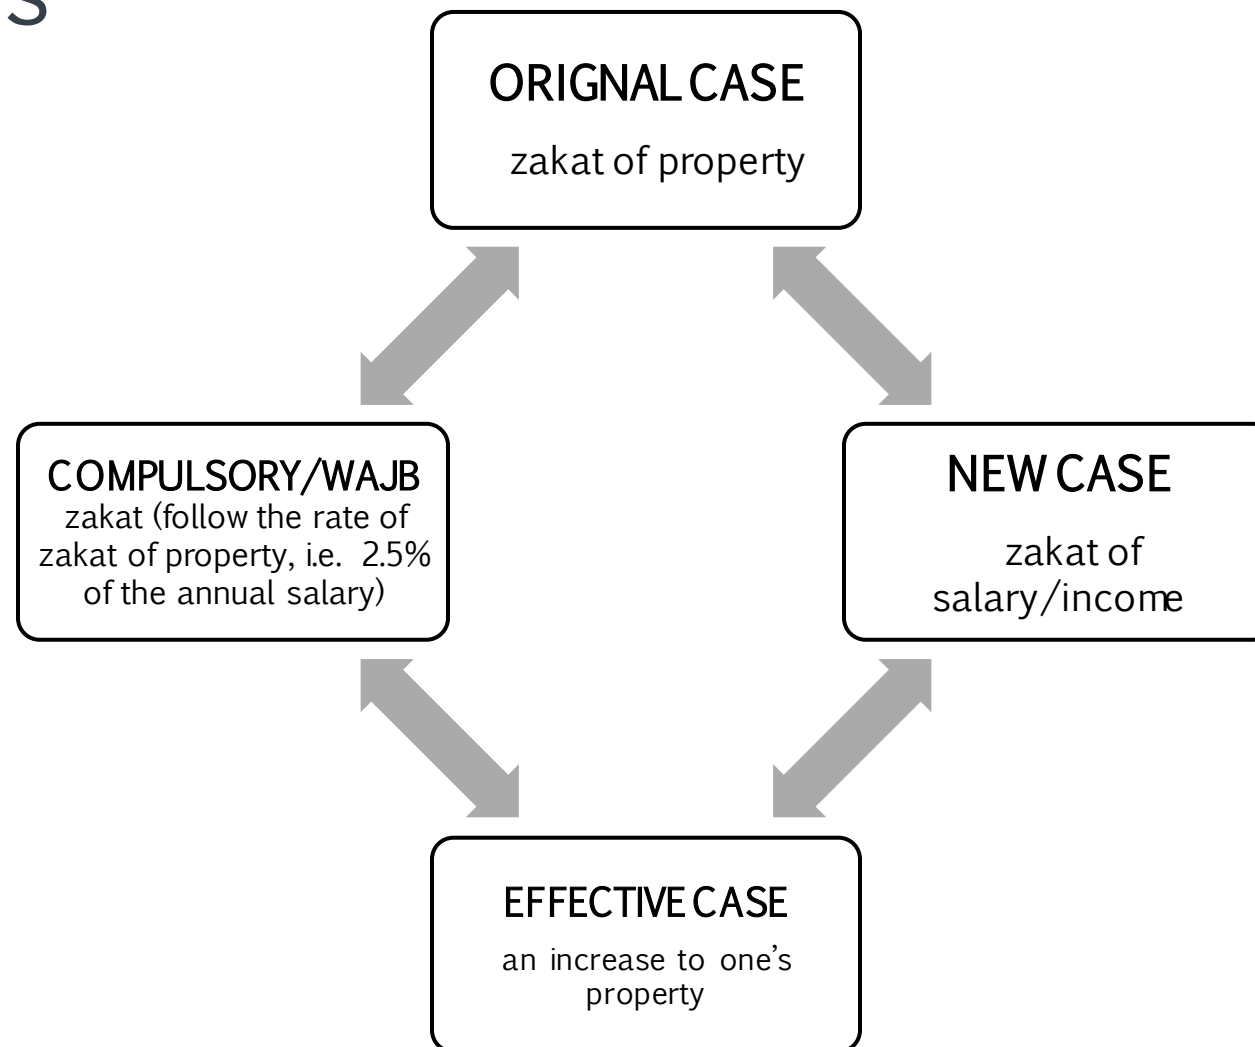 s
ORIGNAL CASE
zakat of property
COMPULSORY/WAJB
zakat (follow the rate of
zakat of property, i.e. 2.5%
of the annual salary)
NEW CASE
zakat of
salary/income
EFFECTIVE CASE
an increase to one’s
property